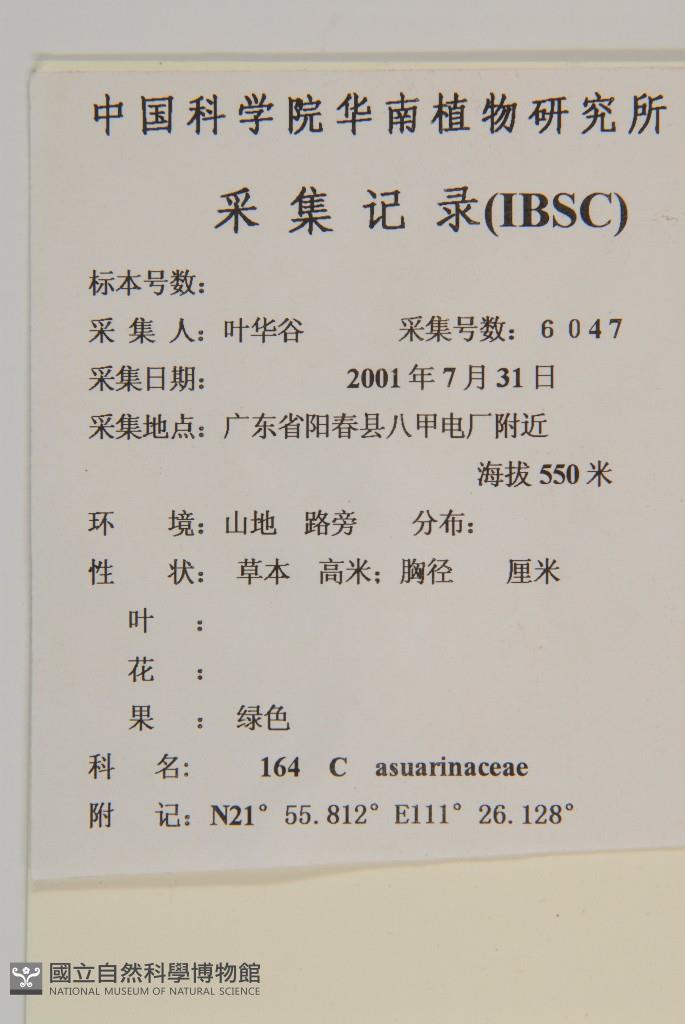 中国科学院华南植物研究所
采集记录(IBSC)
标本号数：
采集人：叶华谷 采集号数：6047
采集日期： 2001年7月31日
采集地点：广东省阳春县八甲电厂附近
海拔550米
环境：山地 路旁 分布：
性状： 草本 高米；胸径 厘米
叶：
花：
果： 绿色
科名： 164 C asuarinaceae
附记：N21° 55.812° E111° 26.128°
國立自然科學博物館
NATIONAL MUSEUM OF NATURAL SCIENCE